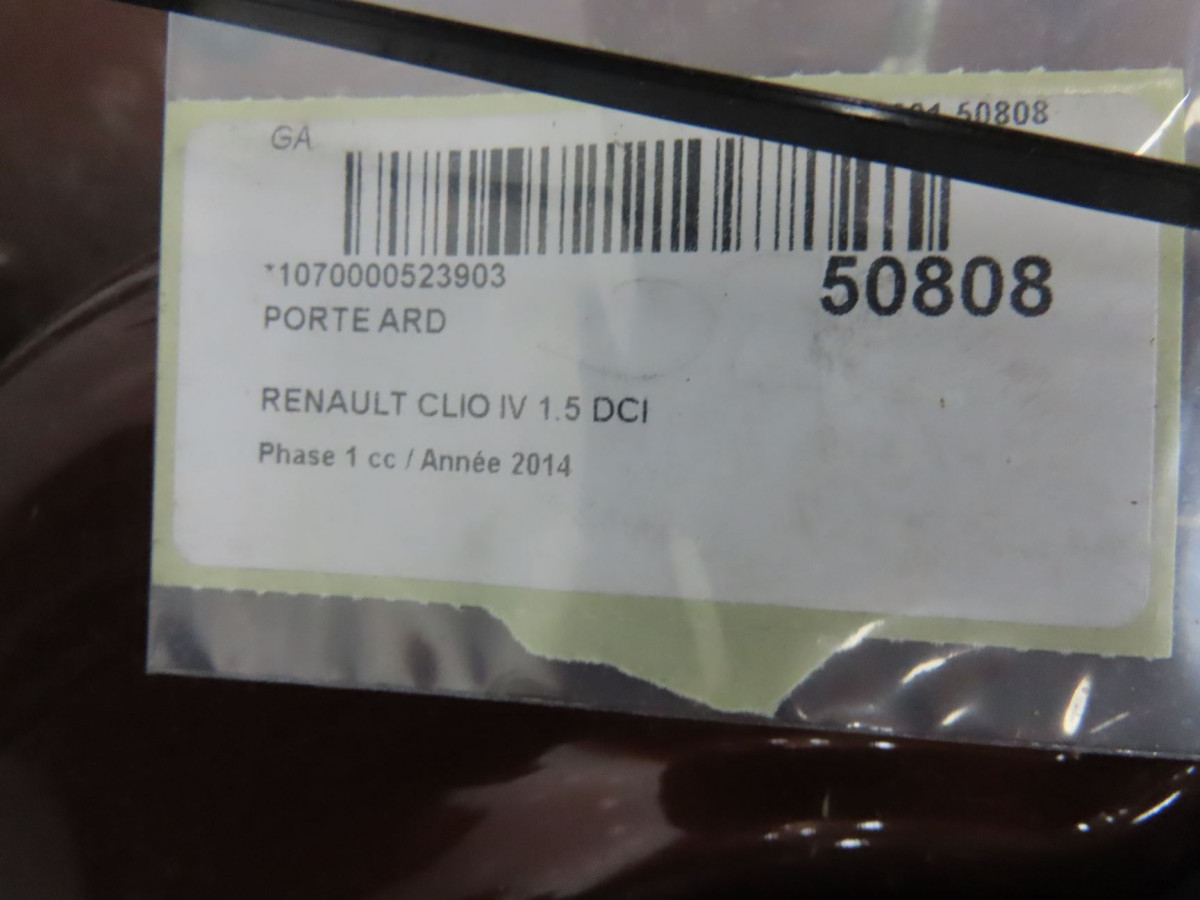 50808
GA
*1070000523903
50808
PORTE ARD
RENAULT CLIO IV 1.5 DCI
Phase 1 cc / Année 2014